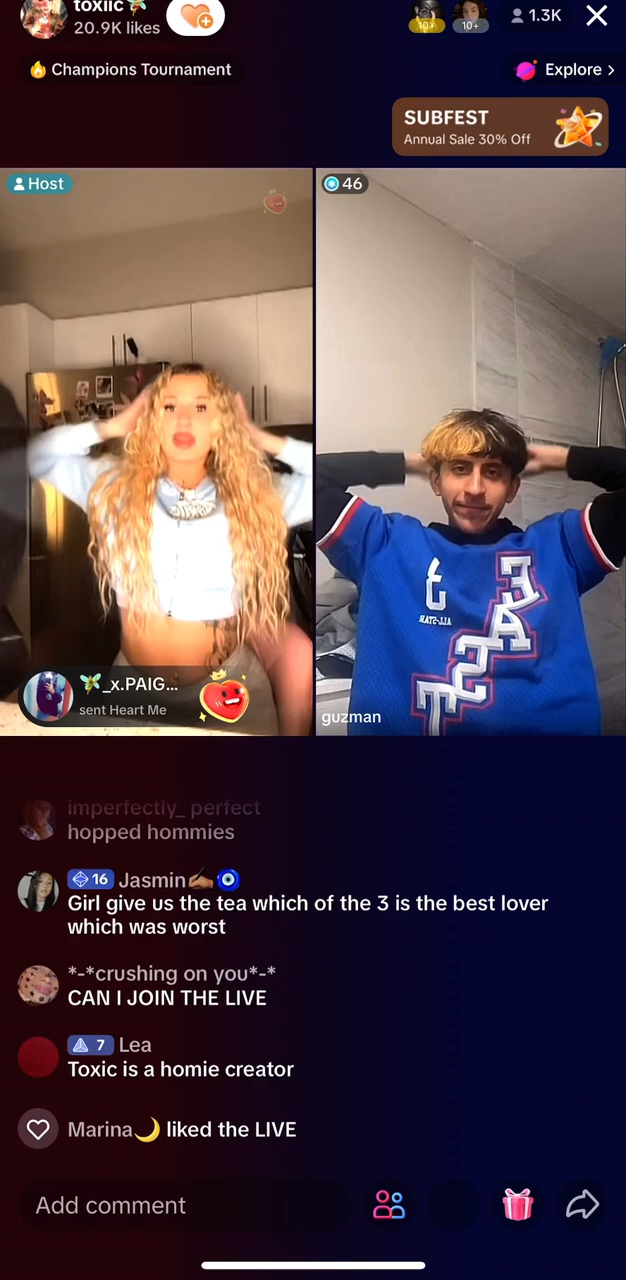 toxiic🧚
20.9K likes
10+
10+
1.3K
🔥 Champions Tournament
Explore >
SUBFEST
Annual Sale 30% Off
Host
46
ALL-STAR
EAST
🧚_x.PAIG...
sent Heart Me
guzman
imperfectly_ perfect
hopped hommies
16 Jasmin✍🏽🧿
Girl give us the tea which of the 3 is the best lover
which was worst
*-*crushing on you*-*
CAN I JOIN THE LIVE
7 Lea
Toxic is a homie creator
Marina🌙 liked the LIVE
Add comment